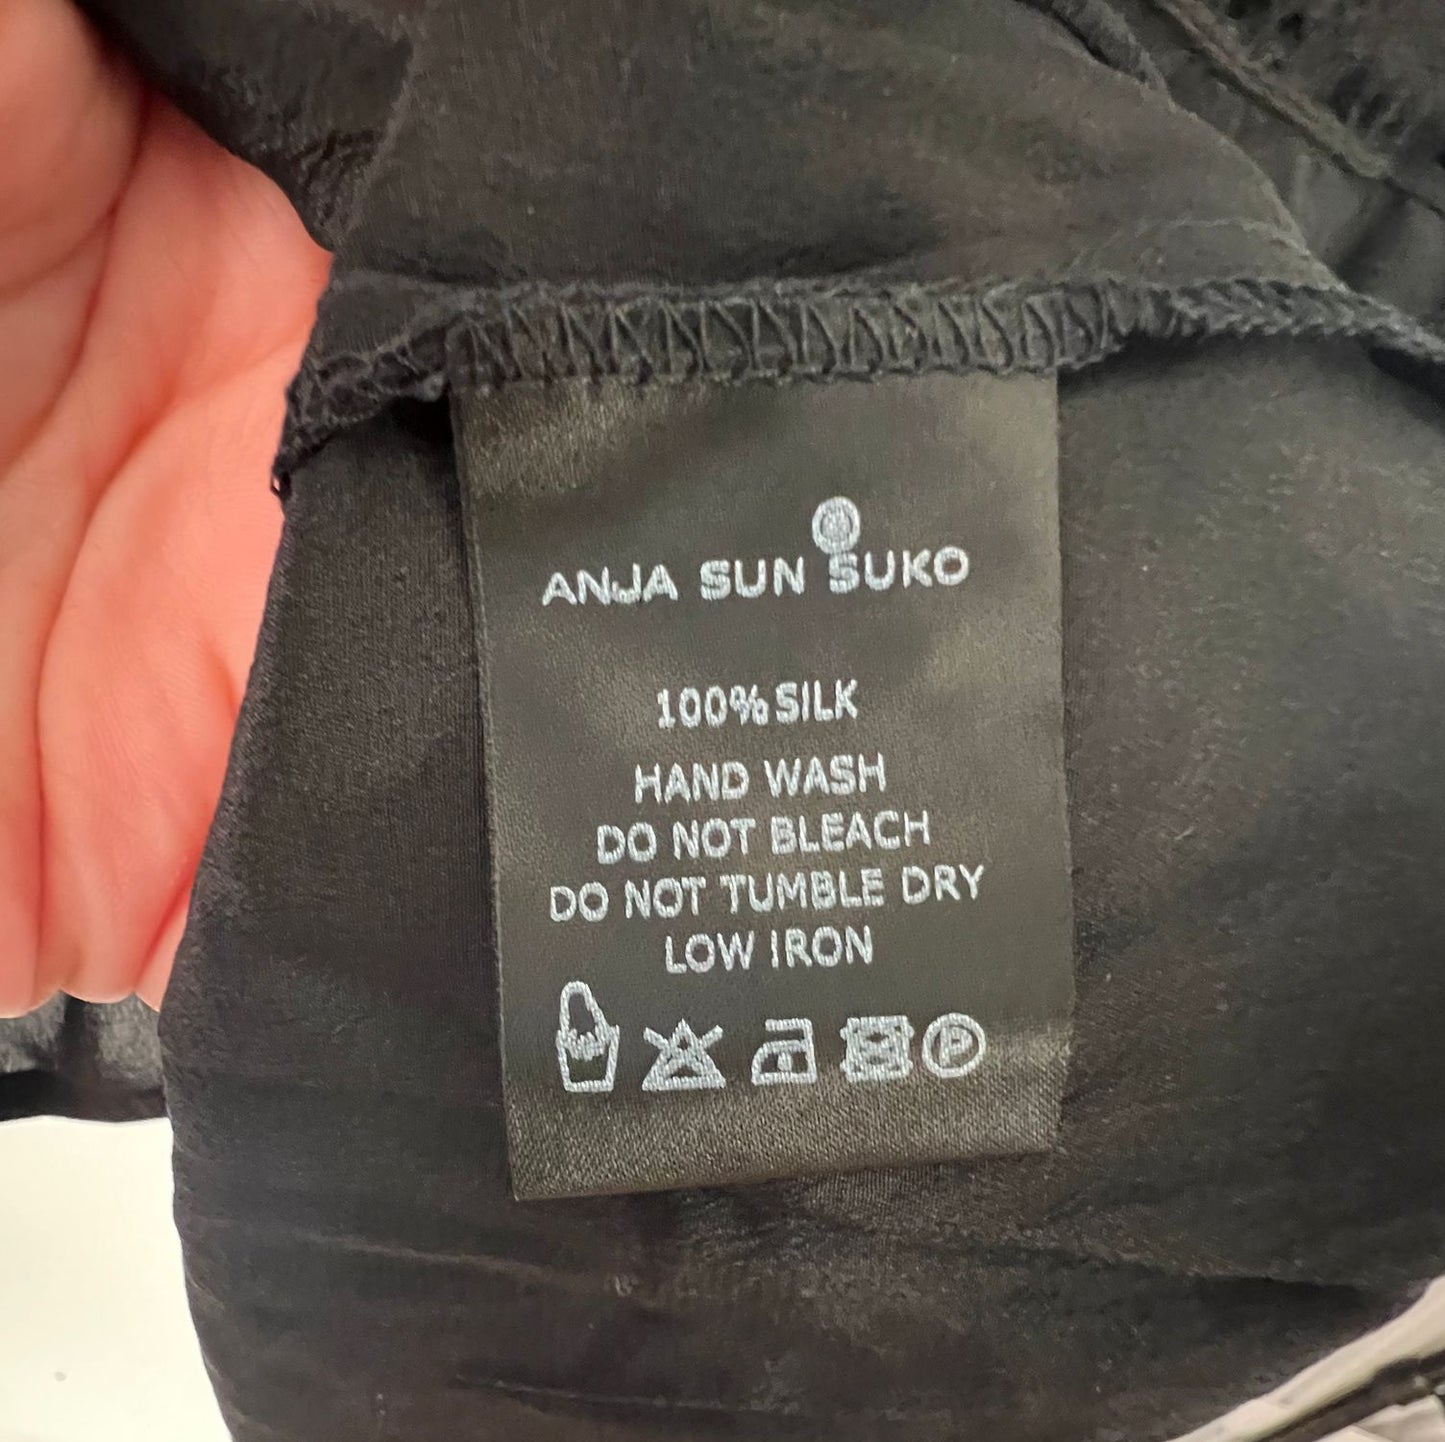 ANJA SUN SUKO
100% SILK
HAND WASH
DO NOT BLEACH
DO NOT TUMBLE DRY
LOW IRON
P